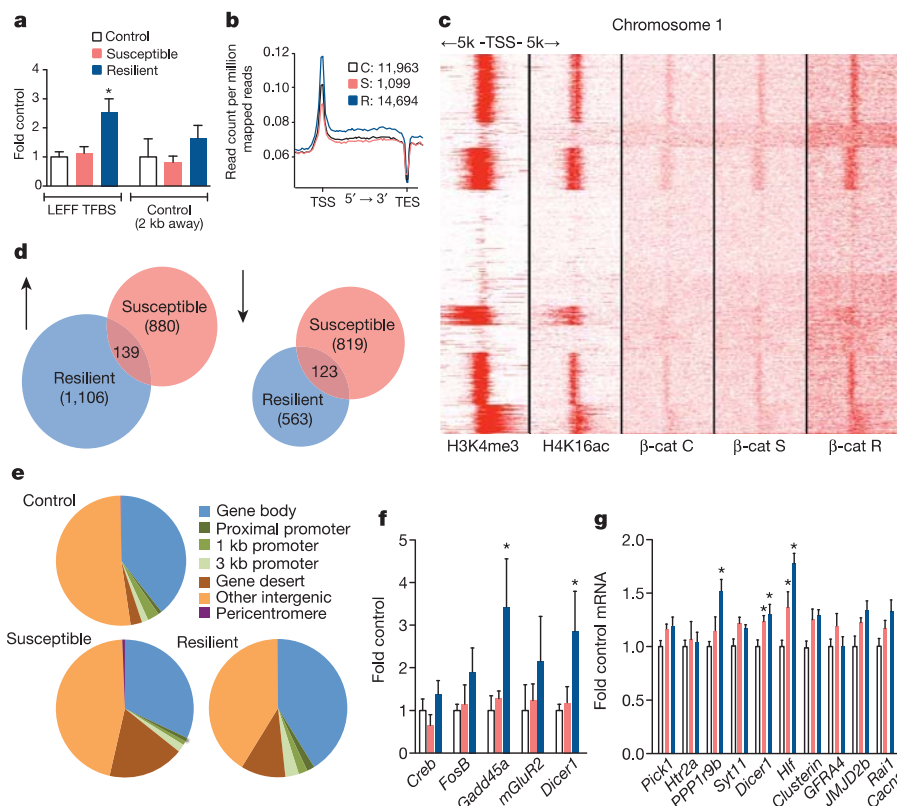 a
Control
Susceptible
Resilient
Fold control
4
3
2
1
0
*
LEFF TFBS
Control
(2 kb away)
b
Read count per million
mapped reads
0.12
0.10
0.08
0.06
C: 11,963
S: 1,099
R: 14,694
TSS
5′ → 3′
TES
c
Chromosome 1
←5k -TSS- 5k→
H3K4me3
H4K16ac
β-cat C
β-cat S
β-cat R
d
Susceptible
(880)
139
Resilient
(1,106)
Susceptible
(819)
123
Resilient
(563)
e
Control
Susceptible
Resilient
Gene body
Proximal promoter
1 kb promoter
3 kb promoter
Gene desert
Other intergenic
Pericentromere
f
Fold control
5
4
3
2
1
0
*
*
Creb
FosB
Gadd45a
mGluR2
Dicer1
g
Fold control mRNA
2.0
1.5
1.0
0.5
0
*
*
*
*
*
Pick1
Htr2a
PPP1r9b
Syt11
Dicer1
Hlf
Clusterin
GFRA4
JMJD2b
Rai1